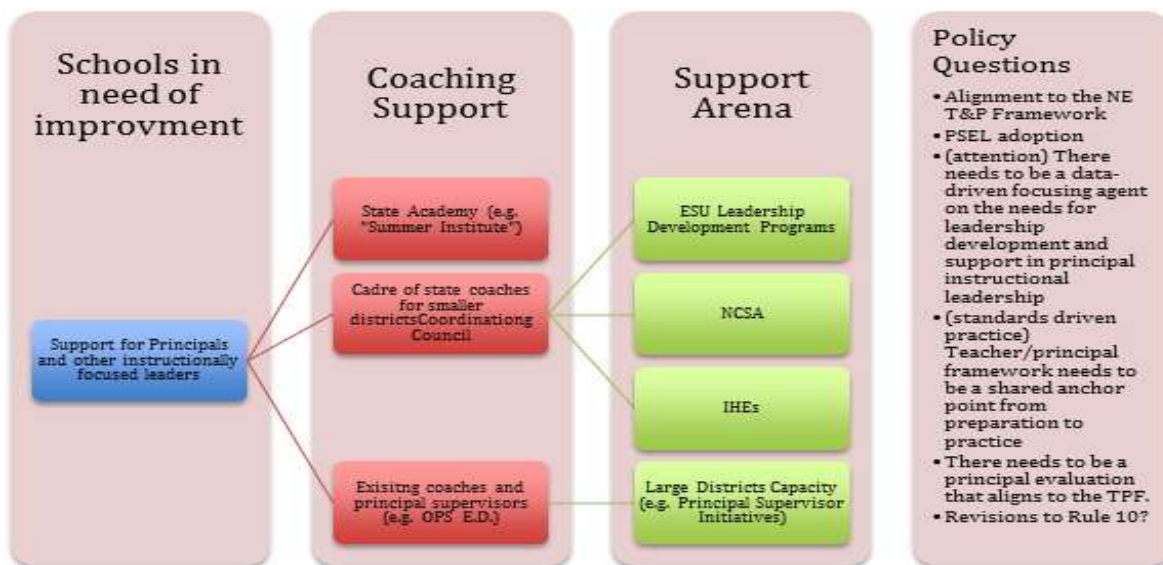 Schools in
need of
improvment
Support for Principals
and other instructionally
focused leaders
Coaching
Support
State Academy (e.g.
"Summer Institute")
Cadre of state coaches
for smaller
districtsCoordinationg
Council
Exisitng coaches and
principal supervisors
(e.g. OPS E.D.)
Support
Arena
ESU Leadership
Development Programs
NCSA
IHEs
Large Districts Capacity
(e.g. Principal Supervisor
Initiatives)
Policy
Questions
• Alignment to the NE
T&P Framework
• PSEL adoption
• (attention) There
needs to be a data-
driven focusing agent
on the needs for
leadership
development and
support in principal
instructional
leadership
• (standards driven
practice)
Teacher/principal
framework needs to
be a shared anchor
point from
preparation to
practice
• There needs to be a
principal evaluation
that aligns to the TPF.
• Revisions to Rule 10?